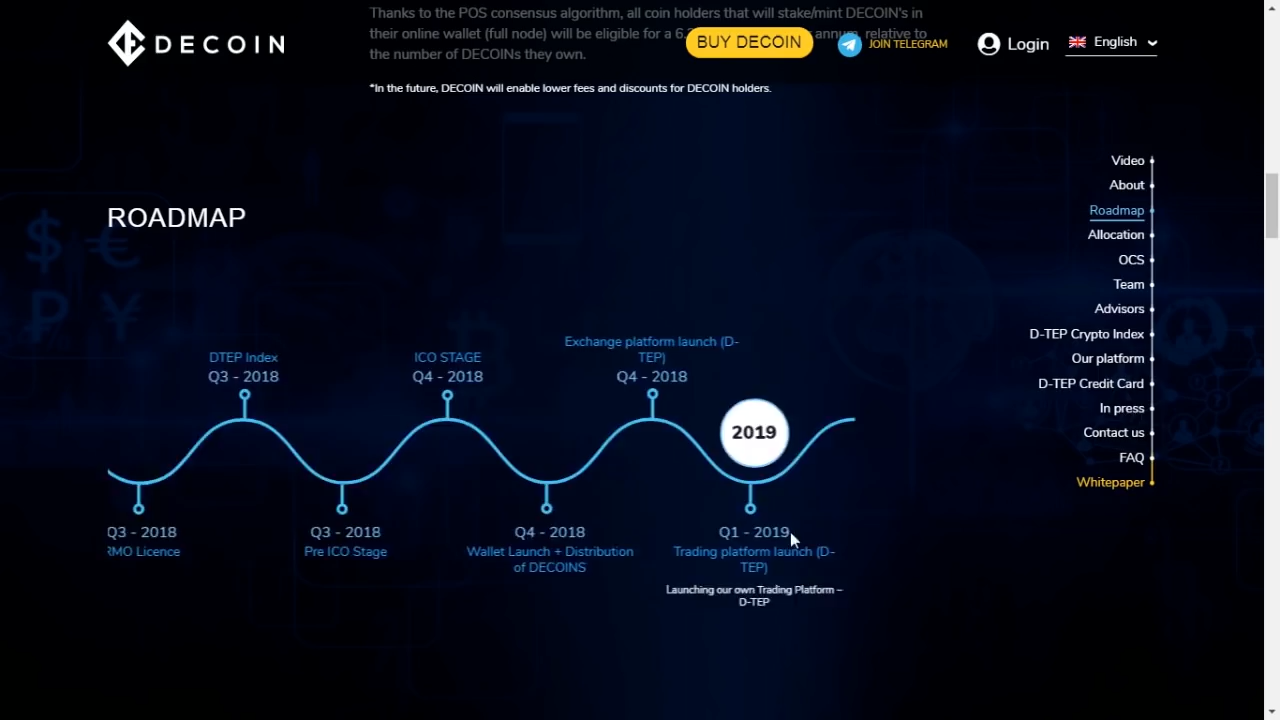 Thanks to the POS consensus algorithm, all coin holders that will stake/mint DECOIN's in
their online wallet (full node) will be eligible for a 6. annum, relative to
the number of DECOINs they own.
DECOIN
BUY DECOIN
JOIN TELEGRAM
Login
English
*In the future, DECOIN will enable lower fees and discounts for DECOIN holders.
Video
About
Roadmap
Allocation
OCS
Team
Advisors
D-TEP Crypto Index
Our platform
D-TEP Credit Card
In press
Contact us
FAQ
Whitepaper
ROADMAP
$ €
₽ ¥
DTEP Index
Q3 - 2018
ICO STAGE
Q4 - 2018
Exchange platform launch (D-
TEP)
Q4 - 2018
2019
Q3 - 2018
RMO Licence
Q3 - 2018
Pre ICO Stage
Q4 - 2018
Wallet Launch + Distribution
of DECOINS
Q1 - 2019
Trading platform launch (D-
TEP)
Launching our own Trading Platform –
D-TEP